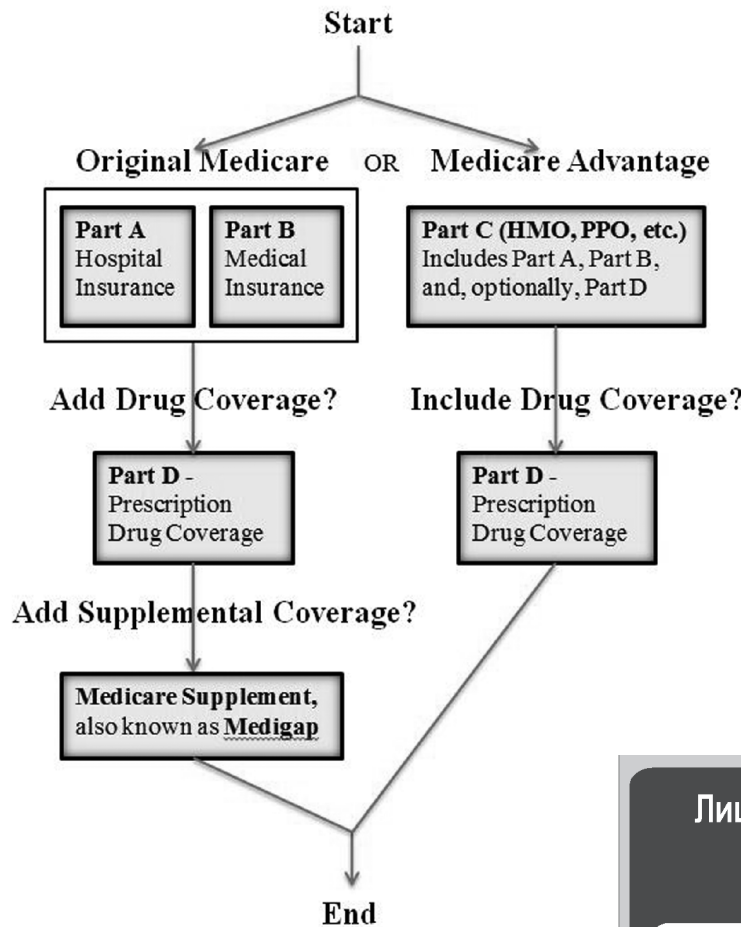 Start
Original Medicare OR Medicare Advantage
Part A
Hospital
Insurance
Part B
Medical
Insurance
Part C (HMO, PPO, etc.)
Includes Part A, Part B,
and, optionally, Part D
Add Drug Coverage?
Include Drug Coverage?
Part D -
Prescription
Drug Coverage
Part D -
Prescription
Drug Coverage
Add Supplemental Coverage?
Medicare Supplement,
also known as Medigap
End